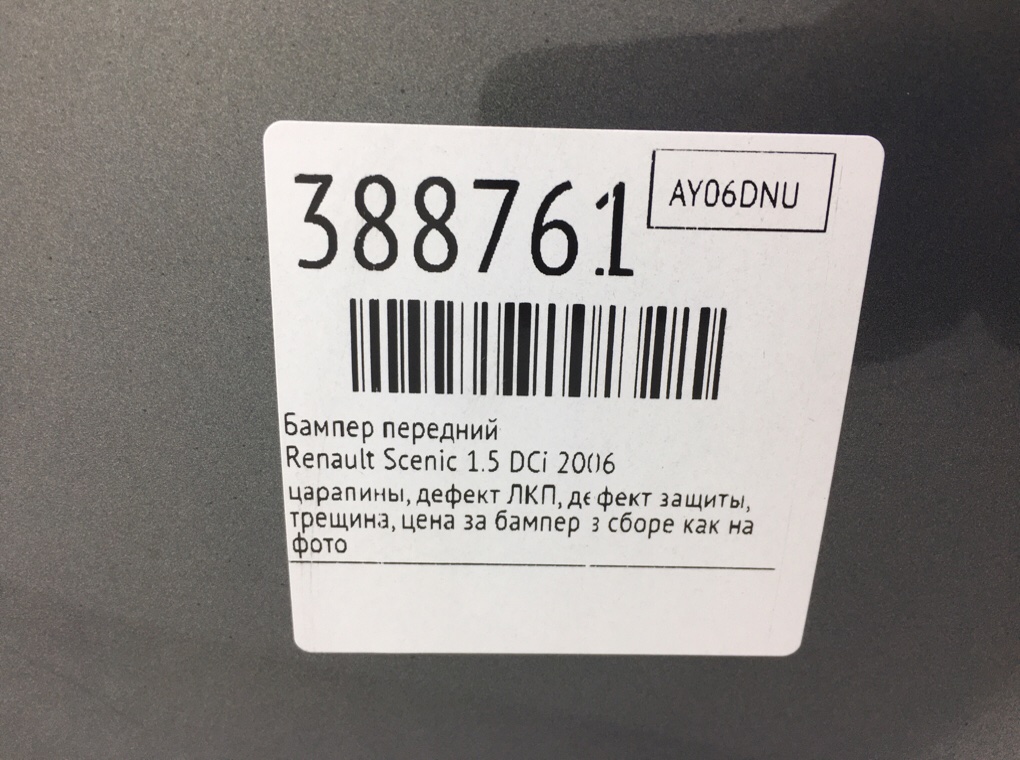 388761
AY06DNU
Бампер передний
Renault Scenic 1.5 DCi 2006
царапины, дефект ЛКП, дефект защиты,
трещина, цена за бампер в сборе как на
фото